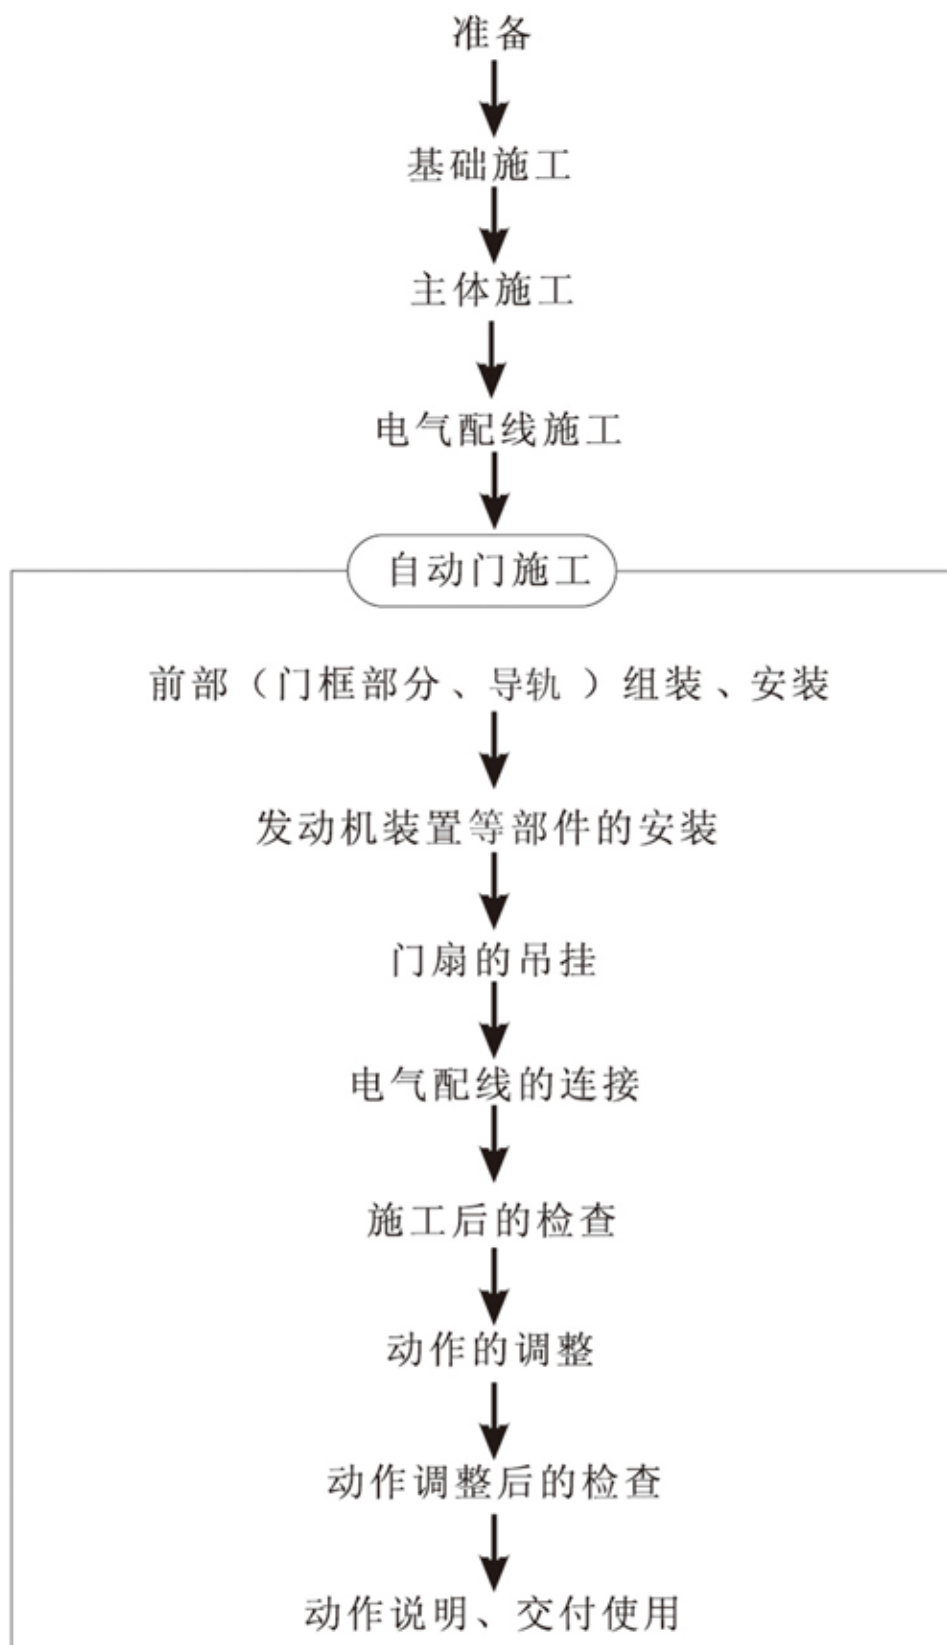 准备
基础施工
主体施工
电气配线施工
自动门施工
前部（门框部分、导轨）组装、安装
发动机装置等部件的安装
门扇的吊挂
电气配线的连接
施工后的检查
动作的调整
动作调整后的检查
动作说明、交付使用